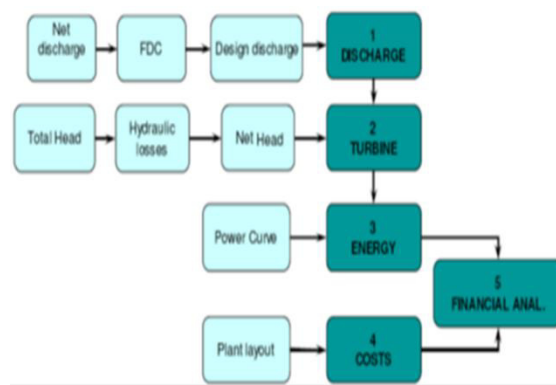 Net
discharge
FDC
Design discharge
1
DISCHARGE
Total Head
Hydraulic
losses
Net Head
2
TURBINE
Power Curve
3
ENERGY
5
FINANCIAL ANAL.
Plant layout
4
COSTS